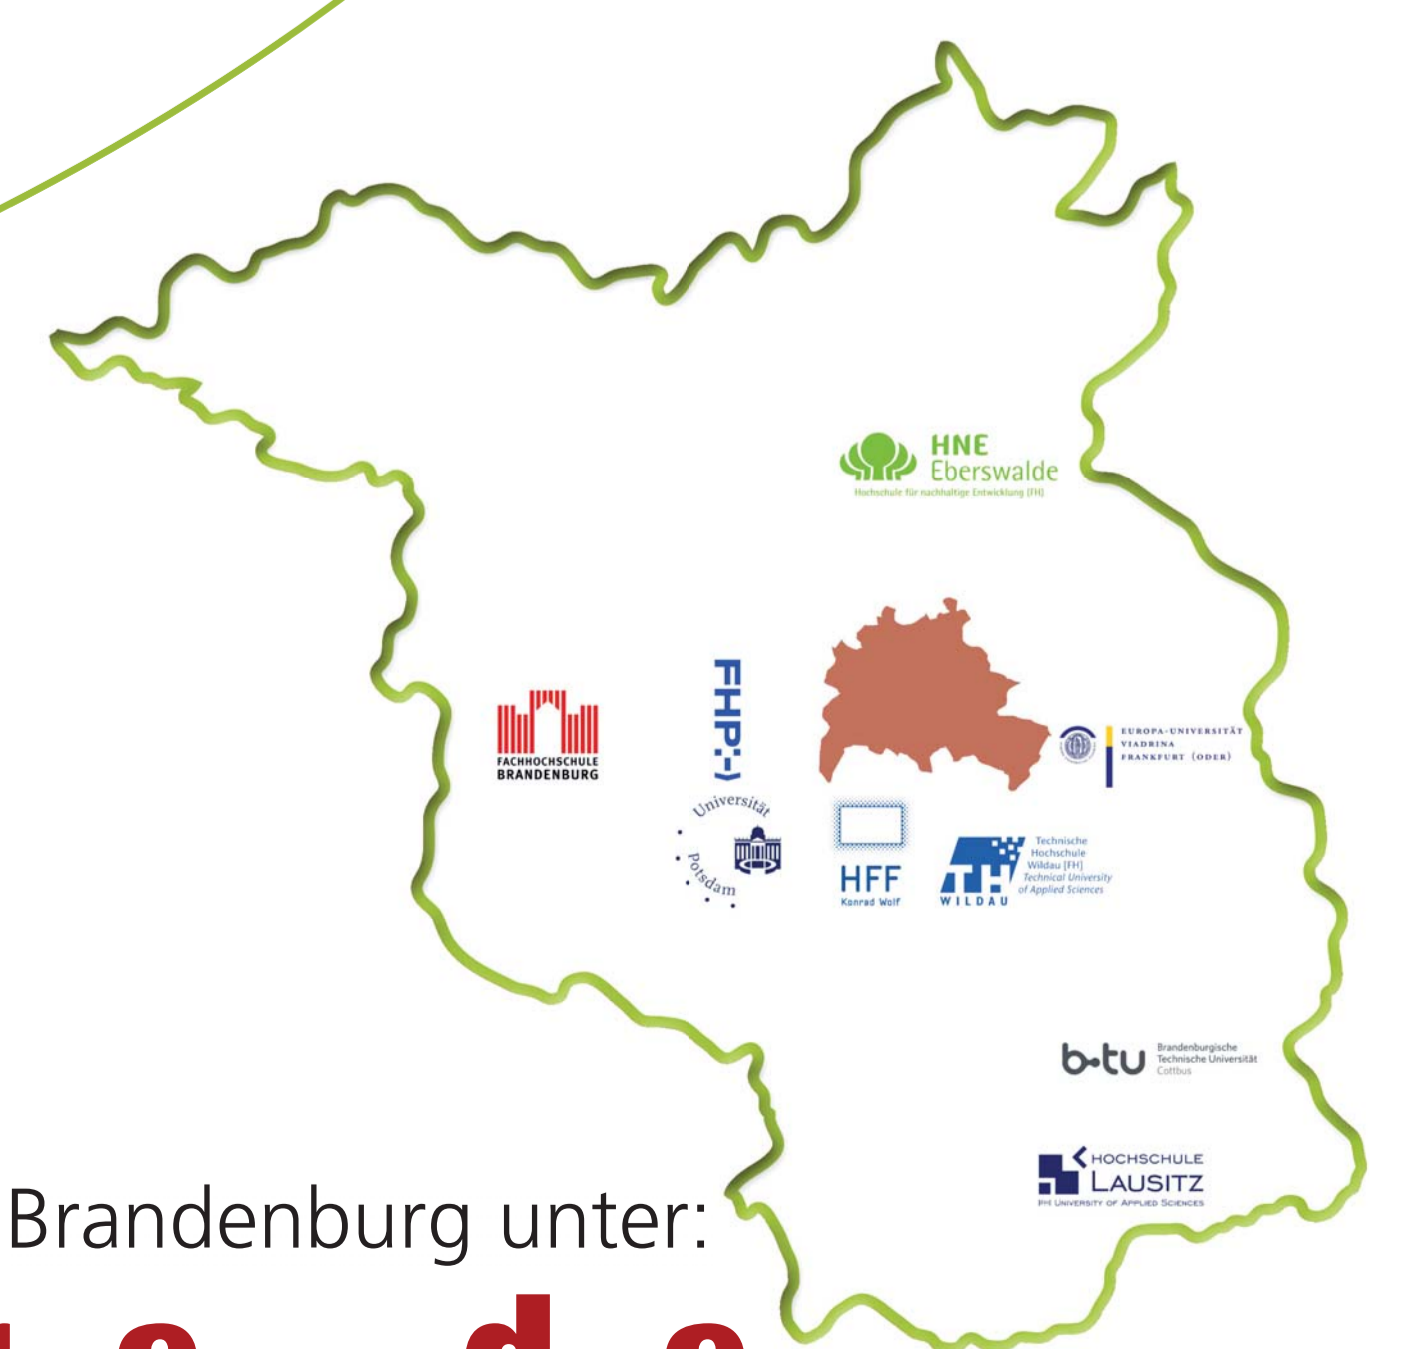 HNE
Eberswalde
Hochschule für nachhaltige Entwicklung (FH)
FACHHOCHSCHULE
BRANDENBURG
FHP:-)
EUROPA-UNIVERSITÄT
VIADRINA
FRANKFURT (ODER)
Universität
Potsdam
HFF
Konrad Wolf
TH
WILDAU
Technische
Hochschule
Wildau [FH]
Technical University
of Applied Sciences
b-tu
Brandenburgische
Technische Universität
Cottbus
HOCHSCHULE
LAUSITZ
[FH] UNIVERSITY OF APPLIED SCIENCES
Brandenburg unter: